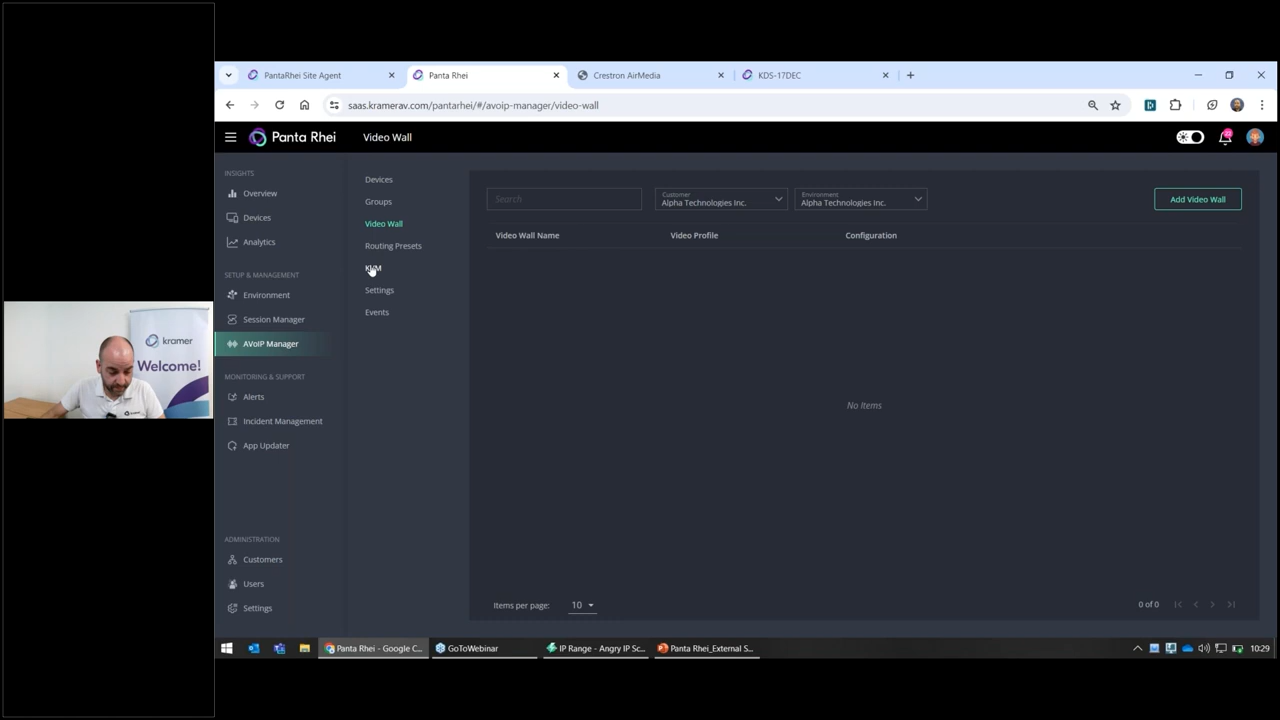 PantaRhei Site Agent
Panta Rhei
Crestron AirMedia
KDS-17DEC
saas.kramerav.com/pantarhei/#/avoip-manager/video-wall
Panta Rhei
Video Wall
INSIGHTS
Overview
Devices
Analytics
SETUP & MANAGEMENT
Environment
Session Manager
AVoIP Manager
MONITORING & SUPPORT
Alerts
Incident Management
App Updater
ADMINISTRATION
Customers
Users
Settings
Devices
Groups
Video Wall
Routing Presets
KVM
Settings
Events
Search
Customer
Alpha Technologies Inc.
Environment
Alpha Technologies Inc.
Add Video Wall
Video Wall Name
Video Profile
Configuration
No Items
Items per page:
10
0 of 0
kramer
Welcome!
Panta Rhei - Google C...
GoToWebinar
IP Range - Angry IP Sc...
Panta Rhei_External S...
10:29